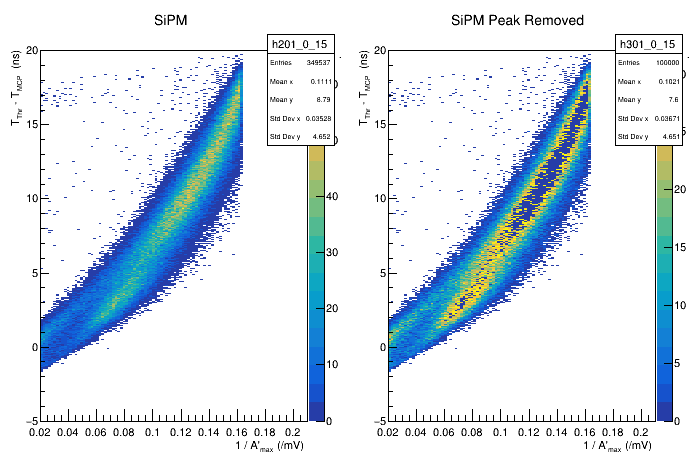 SiPM
T_Thr - T_MCP (ns)
h201_0_15
Entries 349537
Mean x 0.1111
Mean y 8.79
Std Dev x 0.03528
Std Dev y 4.652
20
15
10
5
0
−5
0.02 0.04 0.06 0.08 0.1 0.12 0.14 0.16 0.18 0.2
1 / A'_max (/mV)
40
30
20
10
0
SiPM Peak Removed
T_Thr - T_MCP (ns)
h301_0_15
Entries 100000
Mean x 0.1021
Mean y 7.6
Std Dev x 0.03671
Std Dev y 4.651
20
15
10
5
0
−5
0.02 0.04 0.06 0.08 0.1 0.12 0.14 0.16 0.18 0.2
1 / A'_max (/mV)
20
15
10
5
0